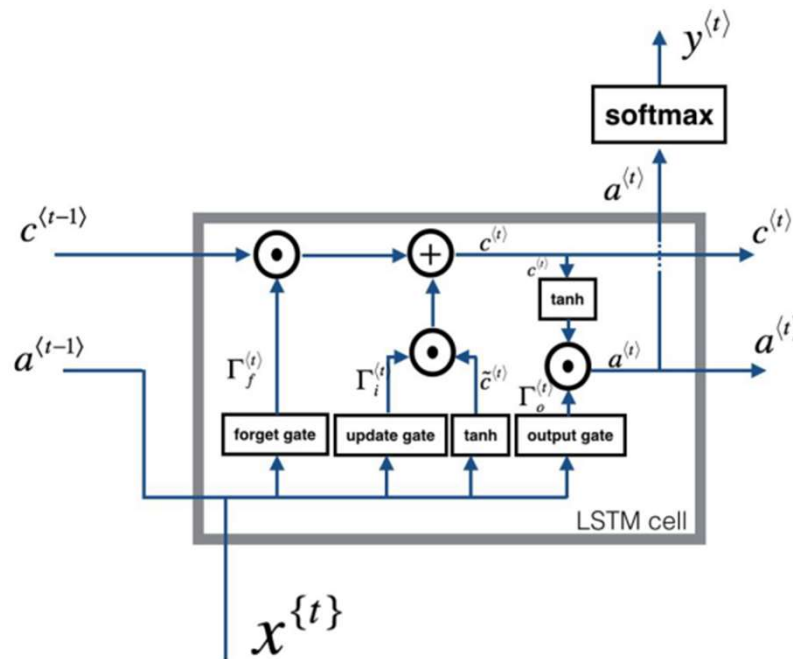 y⟨t⟩
softmax
a⟨t⟩
c⟨t−1⟩
c⟨t⟩
c⟨t⟩
c⟨t⟩
tanh
a⟨t−1⟩
a⟨t⟩
a⟨t⟩
Γf⟨t⟩
Γi⟨t
c̃⟨t⟩
Γo⟨t⟩
forget gate
update gate
tanh
output gate
LSTM cell
x{t}